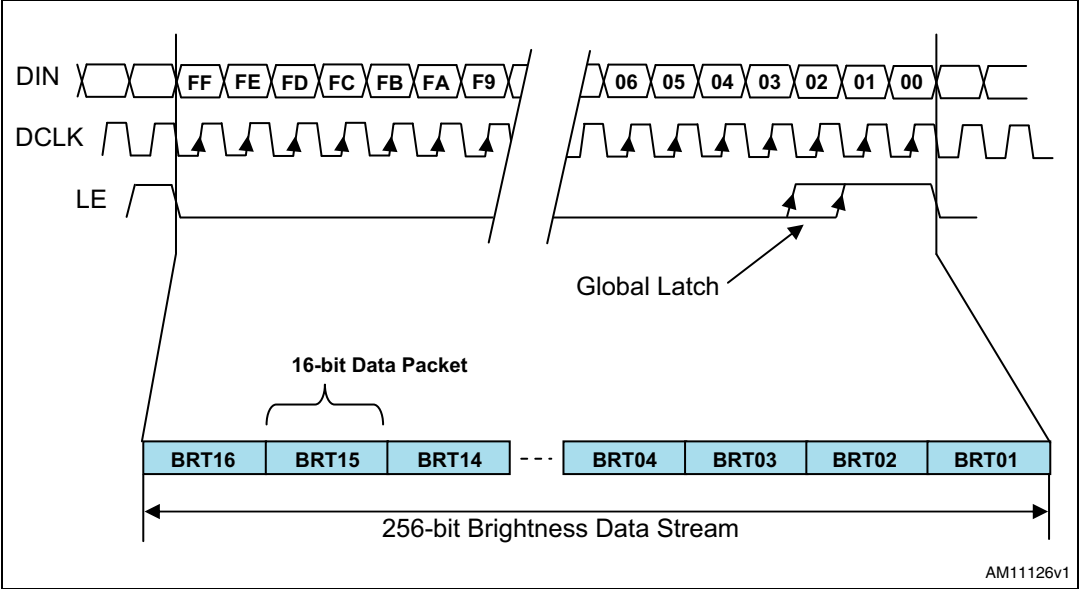 DIN FF FE FD FC FB FA F9 06 05 04 03 02 01 00
DCLK
LE
Global Latch
16-bit Data Packet
BRT16 BRT15 BRT14 BRT04 BRT03 BRT02 BRT01
256-bit Brightness Data Stream
AM11126v1